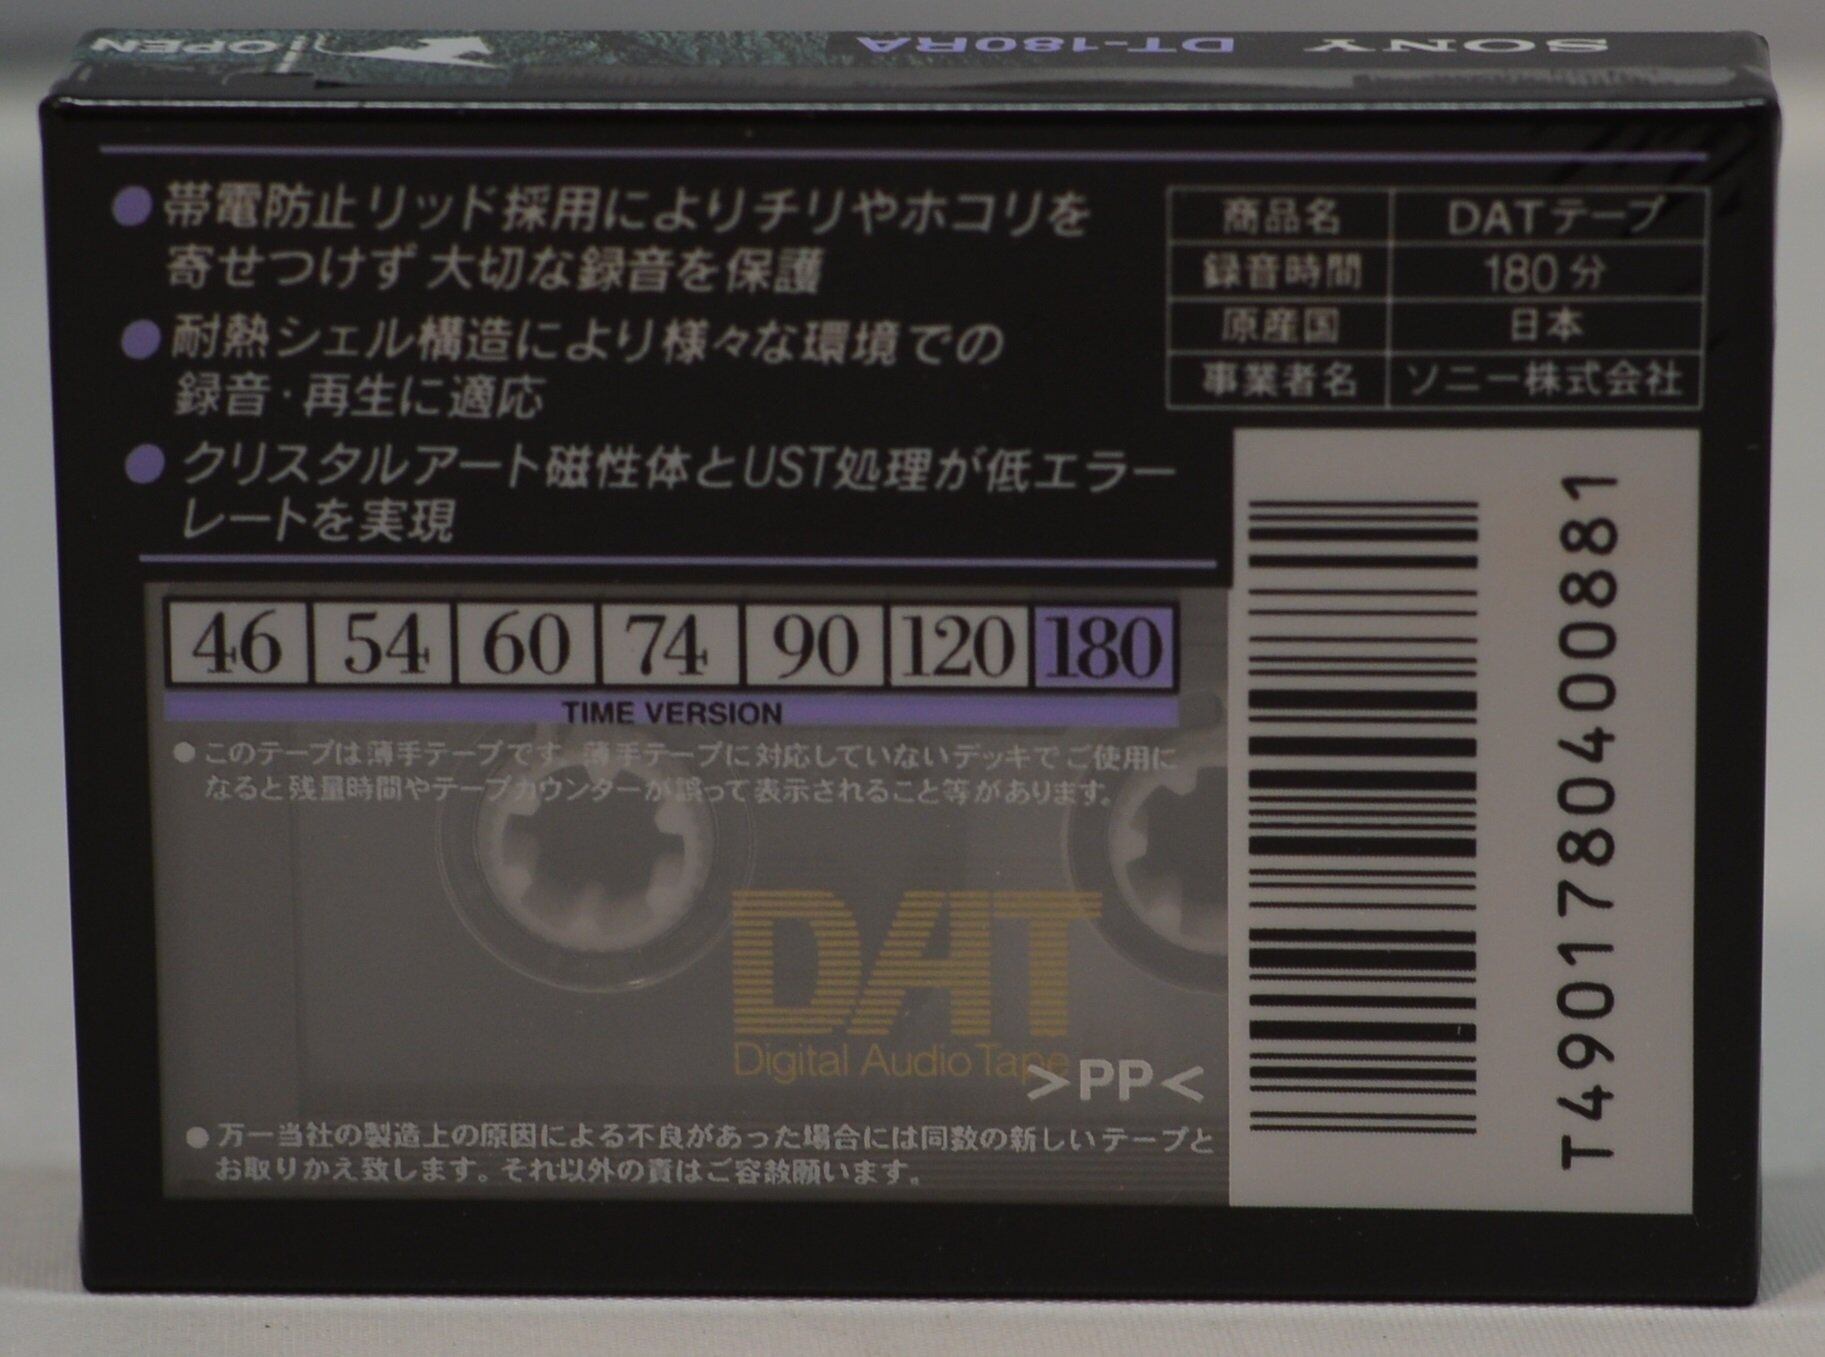 SONY DT-180RA OPEN
●帯電防止リッド採用によりチリやホコリを
寄せつけず大切な録音を保護
●耐熱シェル構造により様々な環境での
録音・再生に適応
●クリスタルアート磁性体とUST処理が低エラー
レートを実現
商品名 DATテープ
録音時間 180分
原産国 日本
事業者名 ソニー株式会社
46 54 60 74 90 120 180
TIME VERSION
●このテープは薄手テープです。薄手テープに対応していないデッキでご使用に
なると残量時間やテープカウンターが誤って表示されること等があります。
DAT
Digital Audio Tape
>PP<
●万一当社の製造上の原因による不良があった場合には同数の新しいテープと
お取りかえ致します。それ以外の責はご容赦願います。
T4901780400881